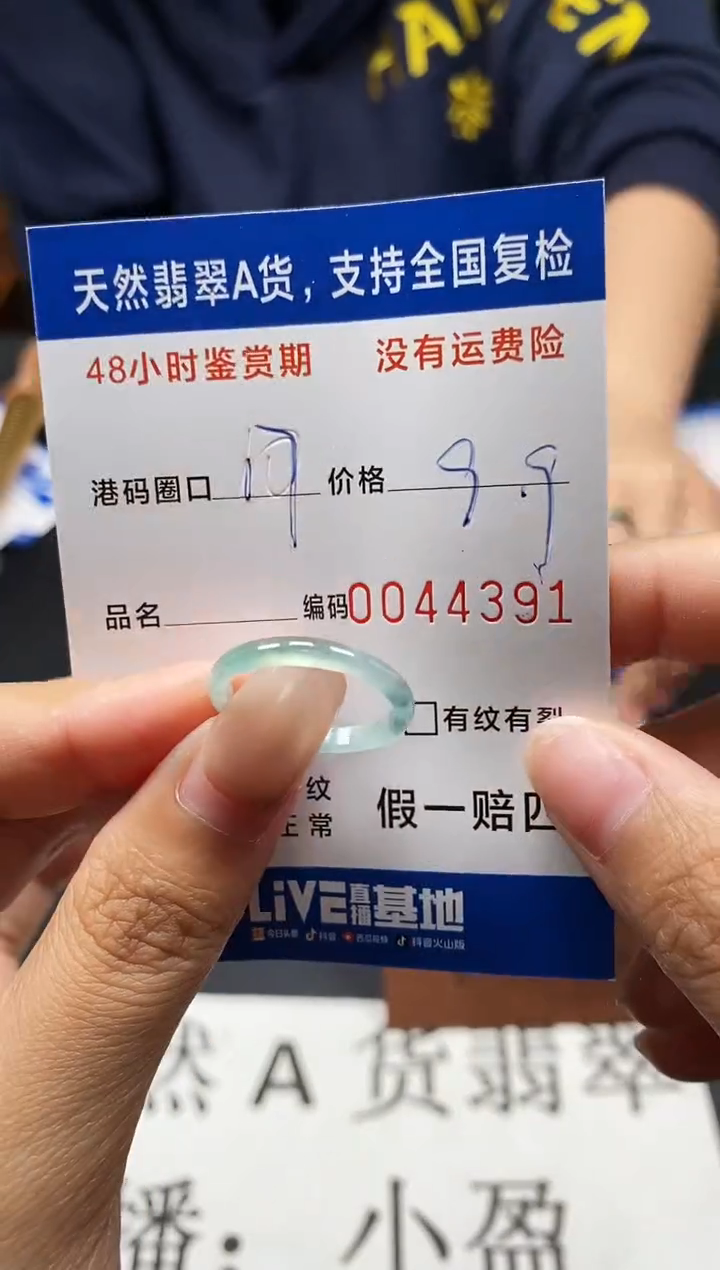 天然翡翠A货，支持全国复检
48小时鉴赏期 没有运费险
港码圈口 价格 9.9
品名 编码0044391
有纹有裂
纹 假一赔四
正常
LiVE直播基地
今日头条 抖音 西瓜视频 抖音火山版
然A货翡翠
播：小盈